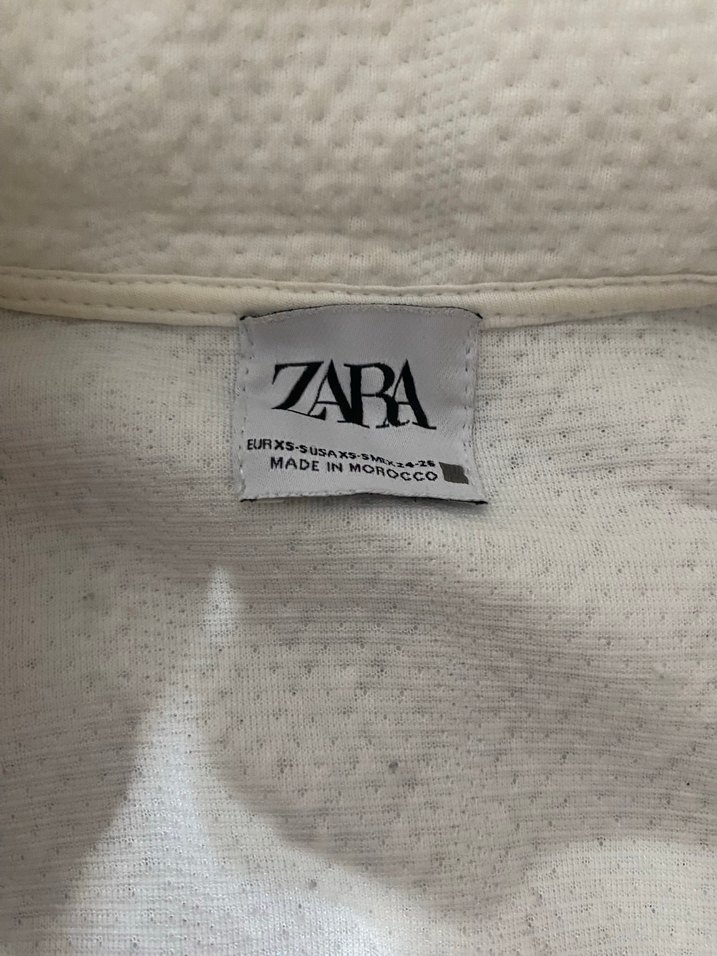 ZARA
EUR XS-S USA XS-S MEX 24-26
MADE IN MOROCCO